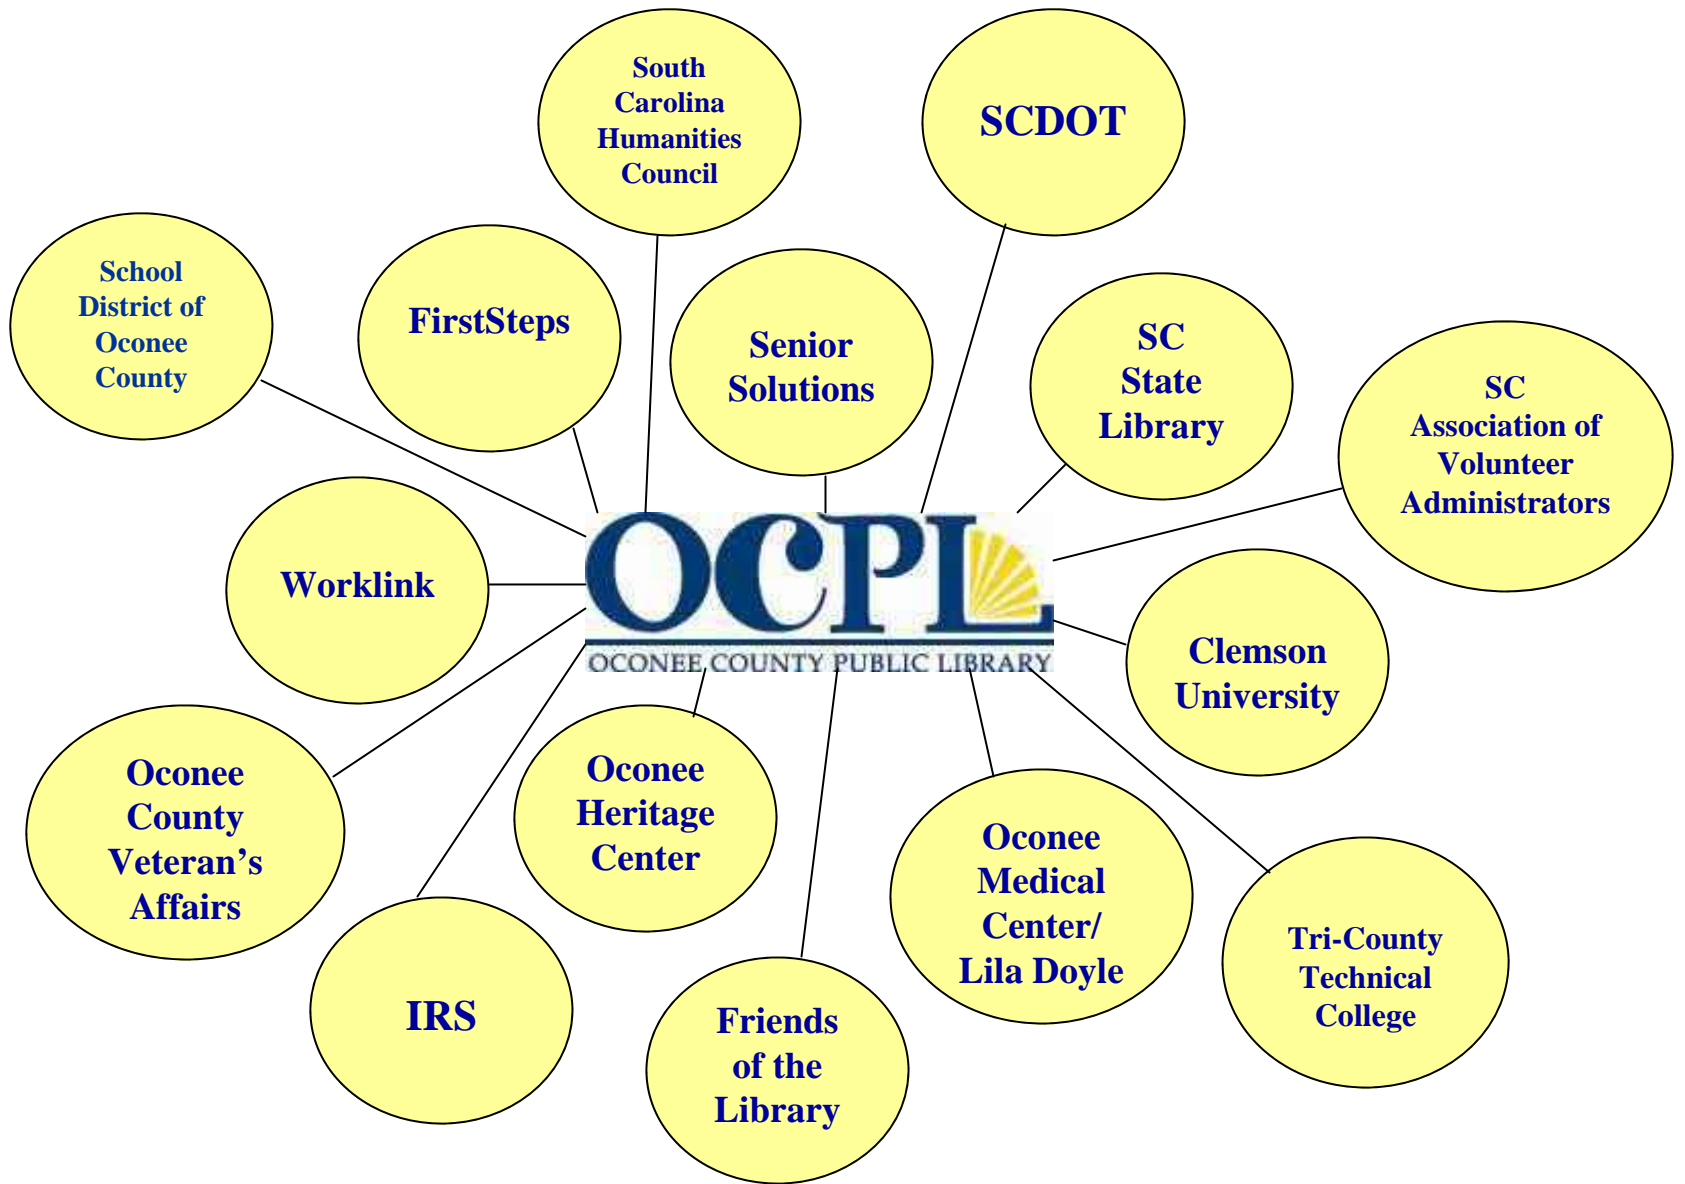 South
Carolina
Humanities
Council
SCDOT
School
District of
Oconee
County
FirstSteps
Senior
Solutions
SC
State
Library
SC
Association of
Volunteer
Administrators
Worklink
OCPL
OCONEE COUNTY PUBLIC LIBRARY
Clemson
University
Oconee
County
Veteran’s
Affairs
Oconee
Heritage
Center
Oconee
Medical
Center/
Lila Doyle
Tri-County
Technical
College
IRS
Friends
of the
Library